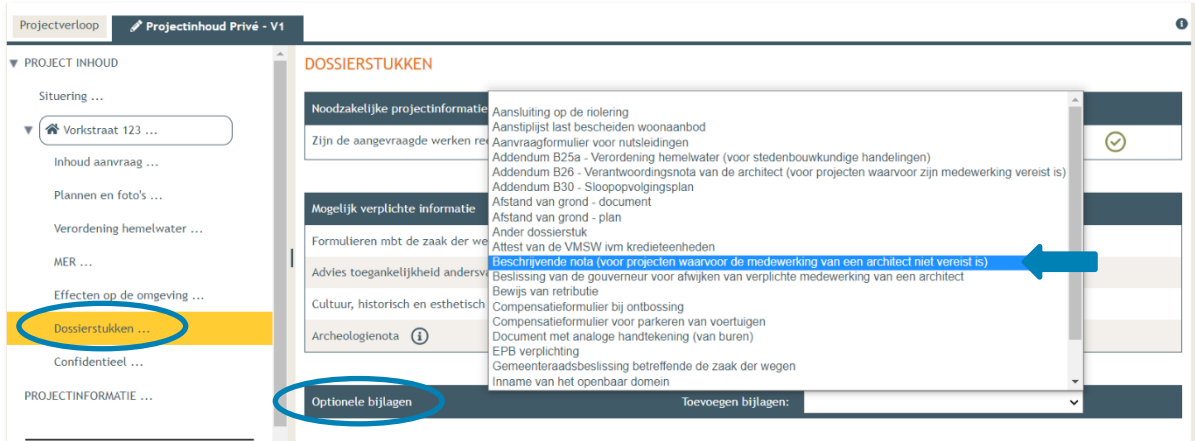 Projectverloop
Projectinhoud Privé - V1
PROJECT INHOUD
Situering ...
Vorkstraat 123 ...
Inhoud aanvraag ...
Plannen en foto's ...
Verordening hemelwater ...
MER ...
Effecten op de omgeving ...
Dossierstukken ...
Confidentieel ...
PROJECTINFORMATIE ...
DOSSIERSTUKKEN
Noodzakelijke projectinformatie
Zijn de aangevraagde werken
Mogelijk verplichte informatie
Formulieren mbt de zaak der
Advies toegankelijkheid
Cultuur, historisch en esthetisch
Archeologienota
Aansluiting op de riolering
Aanstiplijst last bescheiden woonaanbod
Aanvraagformulier voor nutsleidingen
Addendum B25a - Verordening hemelwater (voor stedenbouwkundige handelingen)
Addendum B26 - Verantwoordingsnota van de architect (voor projecten waarvoor zijn medewerking vereist is)
Addendum B30 - Sloopopvolgingsplan
Afstand van grond - document
Afstand van grond - plan
Ander dossierstuk
Attest van de VMSW ivm kredieteenheden
Beschrijvende nota (voor projecten waarvoor de medewerking van een architect niet vereist is)
Beslissing van de gouverneur voor afwijken van verplichte medewerking van een architect
Bewijs van retributie
Compensatieformulier bij ontbossing
Compensatieformulier voor parkeren van voertuigen
Document met analoge handtekening (van buren)
EPB verplichting
Gemeenteraadsbeslissing betreffende de zaak der wegen
Inname van het openbaar domein
Optionele bijlagen
Toevoegen bijlagen: